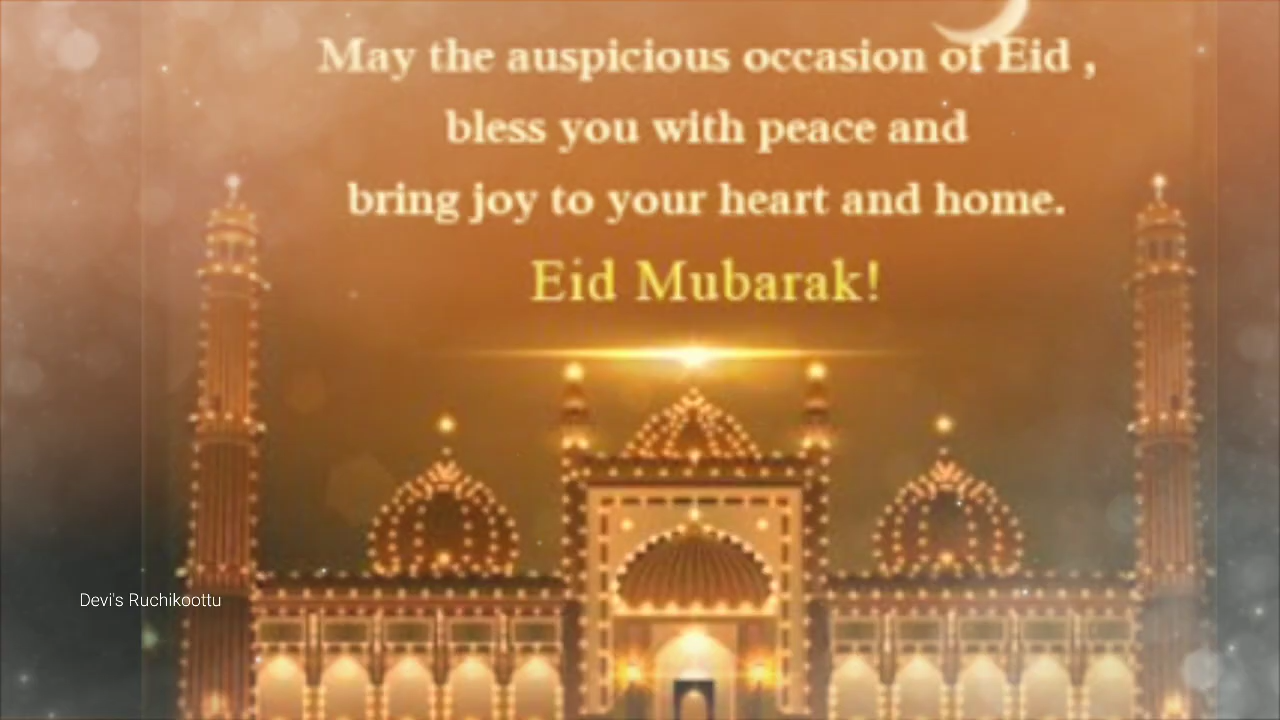 May the auspicious occasion of Eid ,
bless you with peace and
bring joy to your heart and home.
Eid Mubarak!
Devi's Ruchikoottu